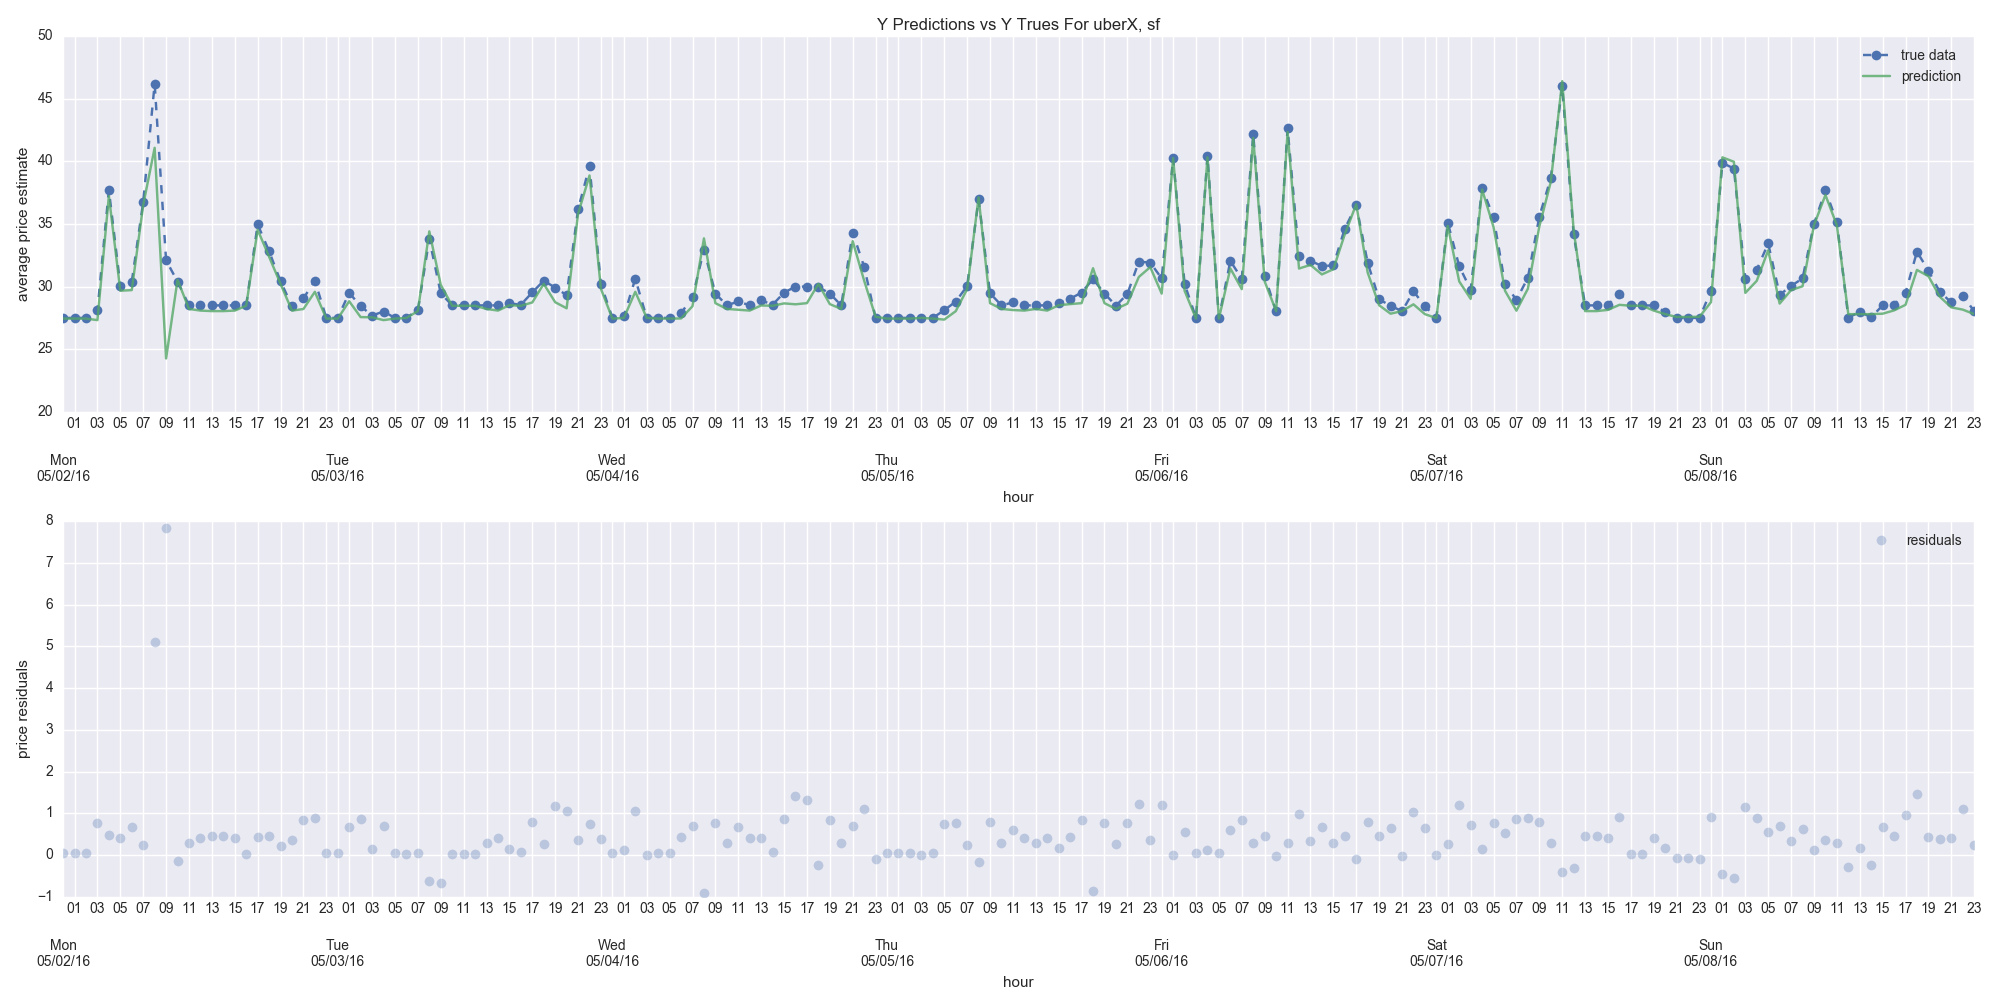 Y Predictions vs Y Trues For uberX, sf
50
45
40
35
30
25
20
average price estimate
true data
prediction
01 03 05 07 09 11 13 15 17 19 21 23 01 03 05 07 09 11 13 15 17 19 21 23 01 03 05 07 09 11 13 15 17 19 21 23 01 03 05 07 09 11 13 15 17 19 21 23 01 03 05 07 09 11 13 15 17 19 21 23 01 03 05 07 09 11 13 15 17 19 21 23 01 03 05 07 09 11 13 15 17 19 21 23
Mon Tue Wed Thu Fri Sat Sun
05/02/16 05/03/16 05/04/16 05/05/16 05/06/16 05/07/16 05/08/16
hour
8
7
6
5
4
3
2
1
0
−1
price residuals
residuals
01 03 05 07 09 11 13 15 17 19 21 23 01 03 05 07 09 11 13 15 17 19 21 23 01 03 05 07 09 11 13 15 17 19 21 23 01 03 05 07 09 11 13 15 17 19 21 23 01 03 05 07 09 11 13 15 17 19 21 23 01 03 05 07 09 11 13 15 17 19 21 23 01 03 05 07 09 11 13 15 17 19 21 23
Mon Tue Wed Thu Fri Sat Sun
05/02/16 05/03/16 05/04/16 05/05/16 05/06/16 05/07/16 05/08/16
hour